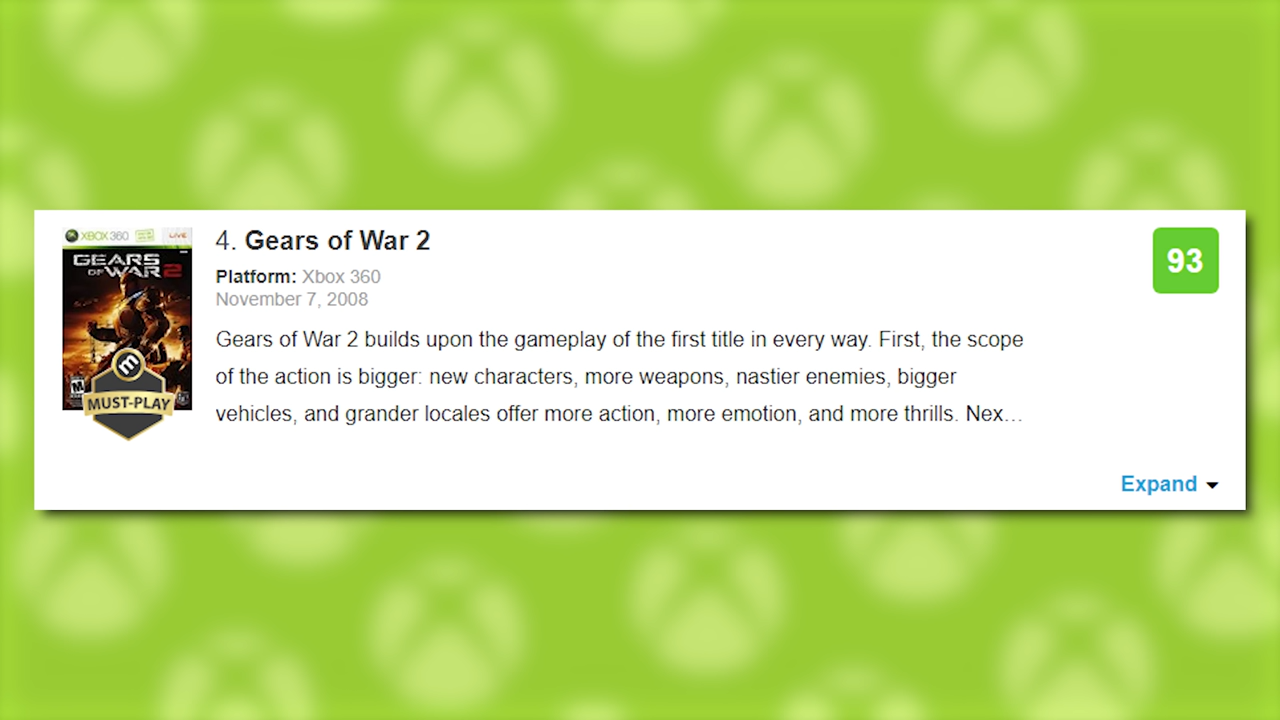 4. Gears of War 2
93
Platform: Xbox 360
November 7, 2008
Gears of War 2 builds upon the gameplay of the first title in every way. First, the scope
of the action is bigger: new characters, more weapons, nastier enemies, bigger
vehicles, and grander locales offer more action, more emotion, and more thrills. Nex...
Expand
XBOX 360
LIVE
GEARS
OF WAR 2
M
m
MUST-PLAY